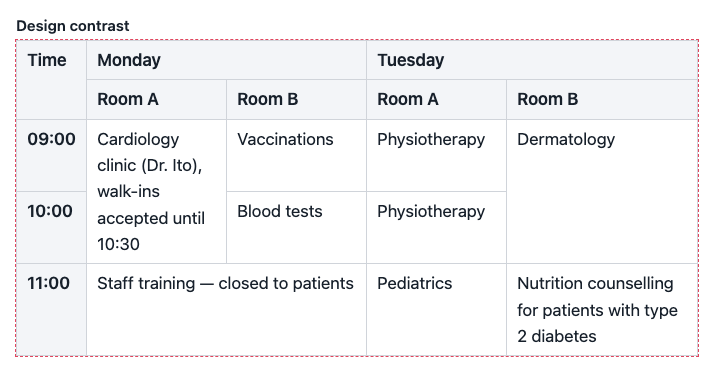 Design contrast
Time
Monday
Tuesday
Room A
Room B
Room A
Room B
09:00
Cardiology
clinic (Dr. Ito),
walk-ins
accepted until
10:30
Vaccinations
Physiotherapy
Dermatology
10:00
Blood tests
Physiotherapy
11:00
Staff training — closed to patients
Pediatrics
Nutrition counselling
for patients with type
2 diabetes